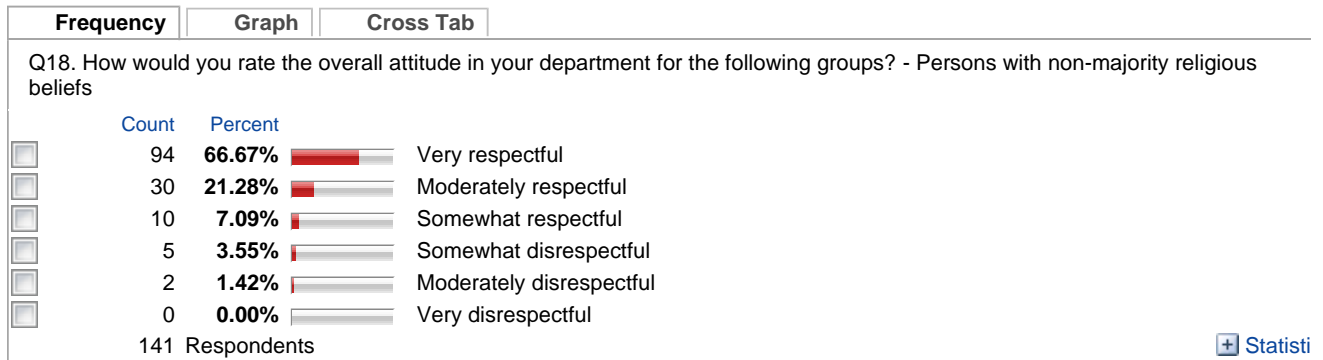 Frequency Graph Cross Tab
Q18. How would you rate the overall attitude in your department for the following groups? - Persons with non-majority religious
beliefs
Count Percent
94 66.67% Very respectful
30 21.28% Moderately respectful
10 7.09% Somewhat respectful
5 3.55% Somewhat disrespectful
2 1.42% Moderately disrespectful
0 0.00% Very disrespectful
141 Respondents + Statisti